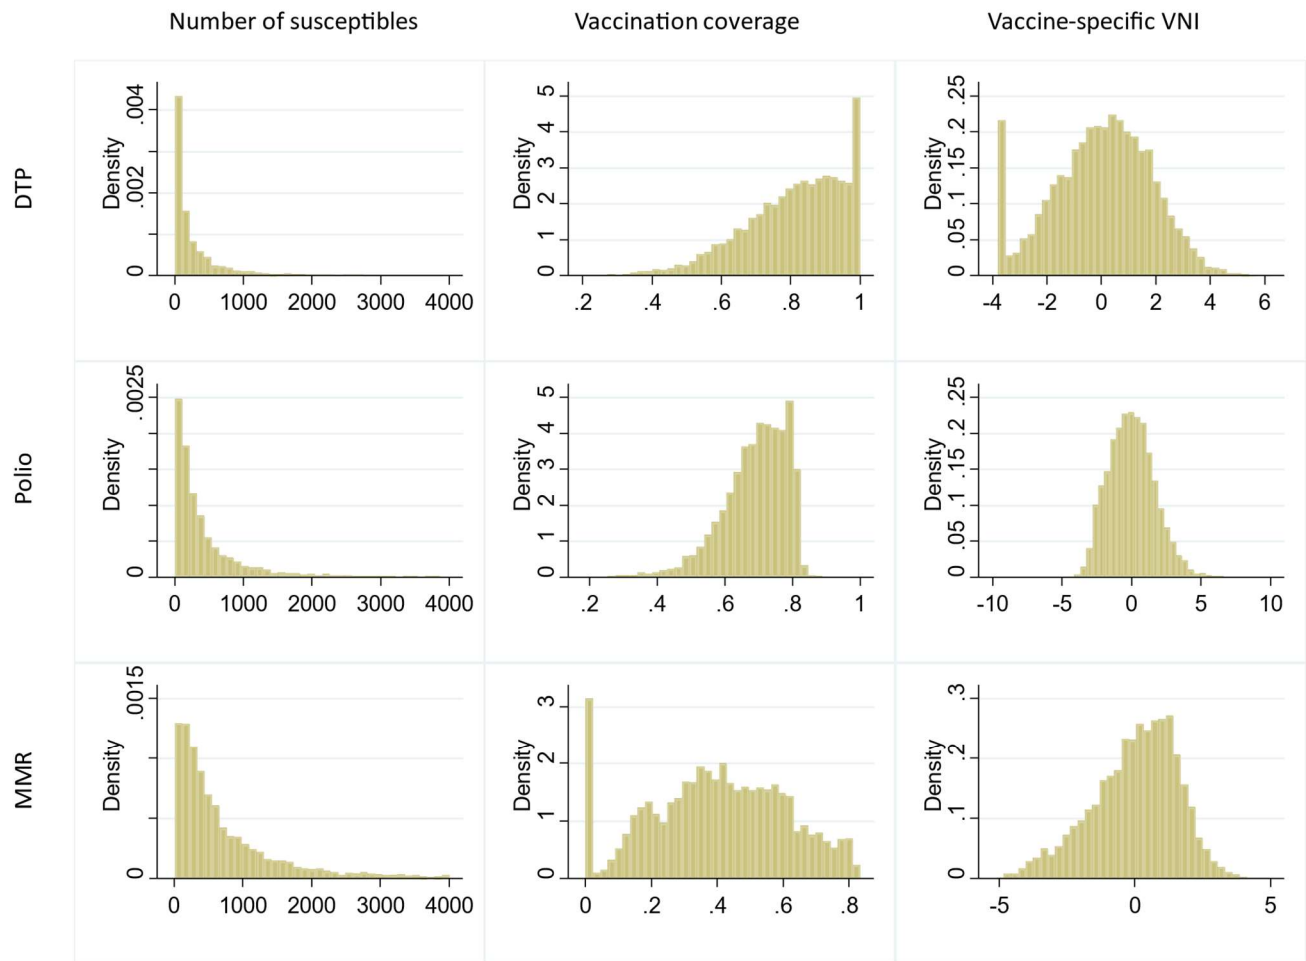 Number of susceptibles Vaccination coverage Vaccine-specific VNI
DTP
Density
0 .002 .004
0 1000 2000 3000 4000
Density
0 1 2 3 4 5
.2 .4 .6 .8 1
Density
0 .05 .1 .15 .2 .25
-4 -2 0 2 4 6
Polio
Density
0 .0025
0 1000 2000 3000 4000
Density
0 1 2 3 4 5
.2 .4 .6 .8 1
Density
0 .05 .1 .15 .2 .25
-10 -5 0 5 10
MMR
Density
0 .0015
0 1000 2000 3000 4000
Density
0 1 2 3
0 .2 .4 .6 .8
Density
0 .1 .2 .3
-5 0 5